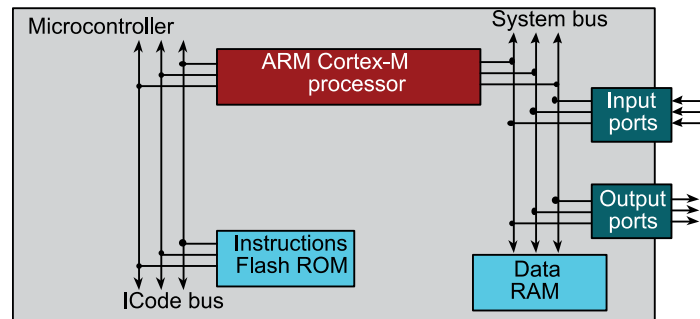 Microcontroller
System bus
ARM Cortex-M
processor
Input
ports
Output
ports
Instructions
Flash ROM
Data
RAM
ICode bus